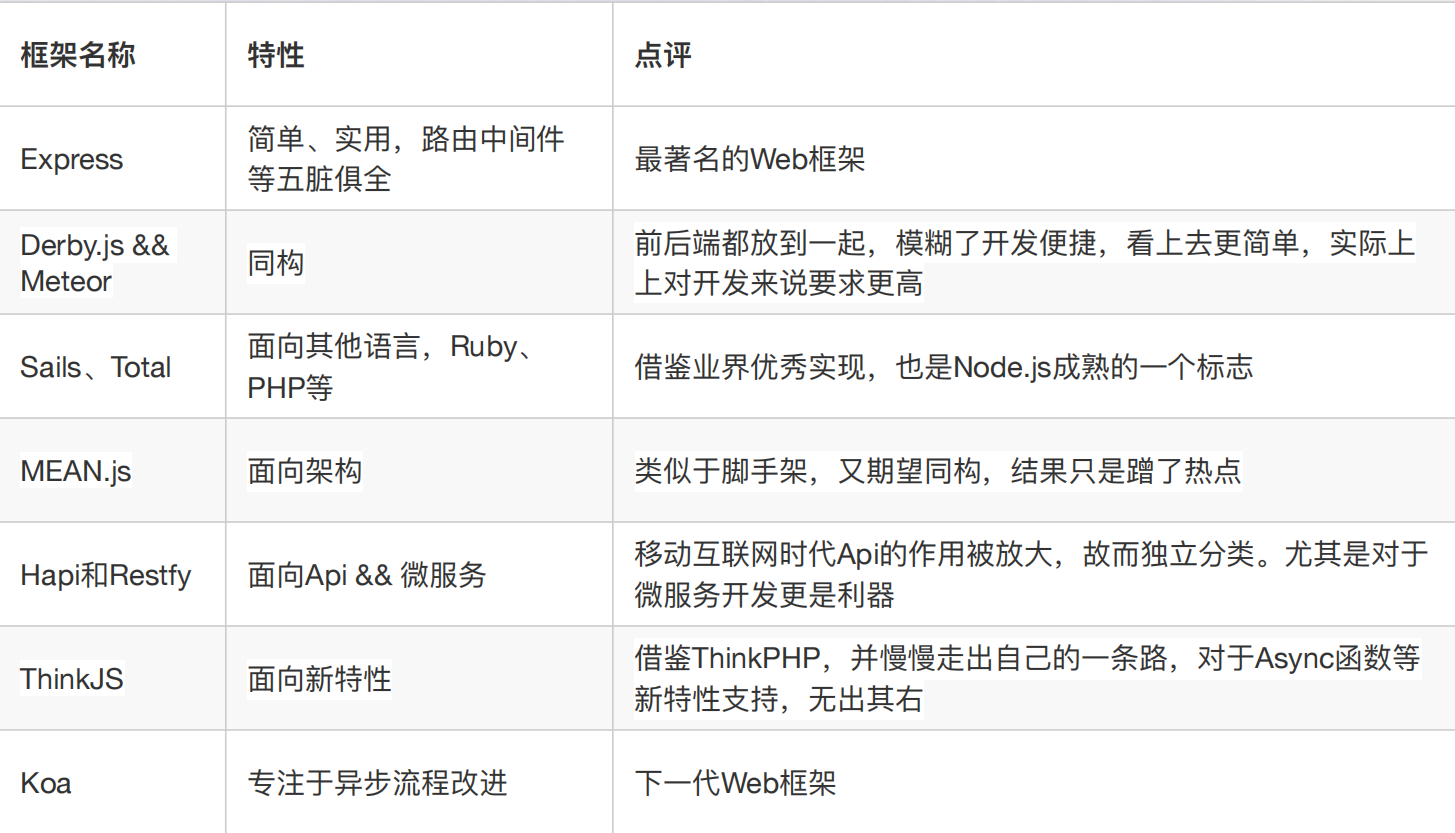 框架名称
特性
点评
Express
简单、实用，路由中间件
等五脏俱全
最著名的Web框架
Derby.js &&
Meteor
同构
前后端都放到一起，模糊了开发便捷，看上去更简单，实际上
上对开发来说要求更高
Sails、Total
面向其他语言，Ruby、
PHP等
借鉴业界优秀实现，也是Node.js成熟的一个标志
MEAN.js
面向架构
类似于脚手架，又期望同构，结果只是蹭了热点
Hapi和Restfy
面向Api && 微服务
移动互联网时代Api的作用被放大，故而独立分类。尤其是对于
微服务开发更是利器
ThinkJS
面向新特性
借鉴ThinkPHP，并慢慢走出自己的一条路，对于Async函数等
新特性支持，无出其右
Koa
专注于异步流程改进
下一代Web框架